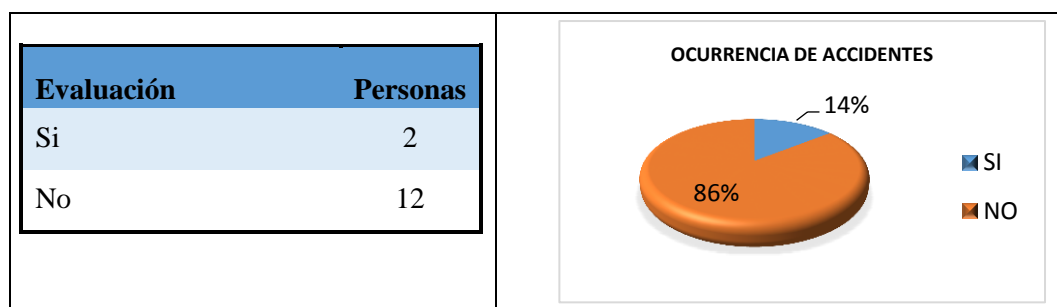 Evaluación Personas
Si 2
No 12
OCURRENCIA DE ACCIDENTES
14%
86%
SI
NO